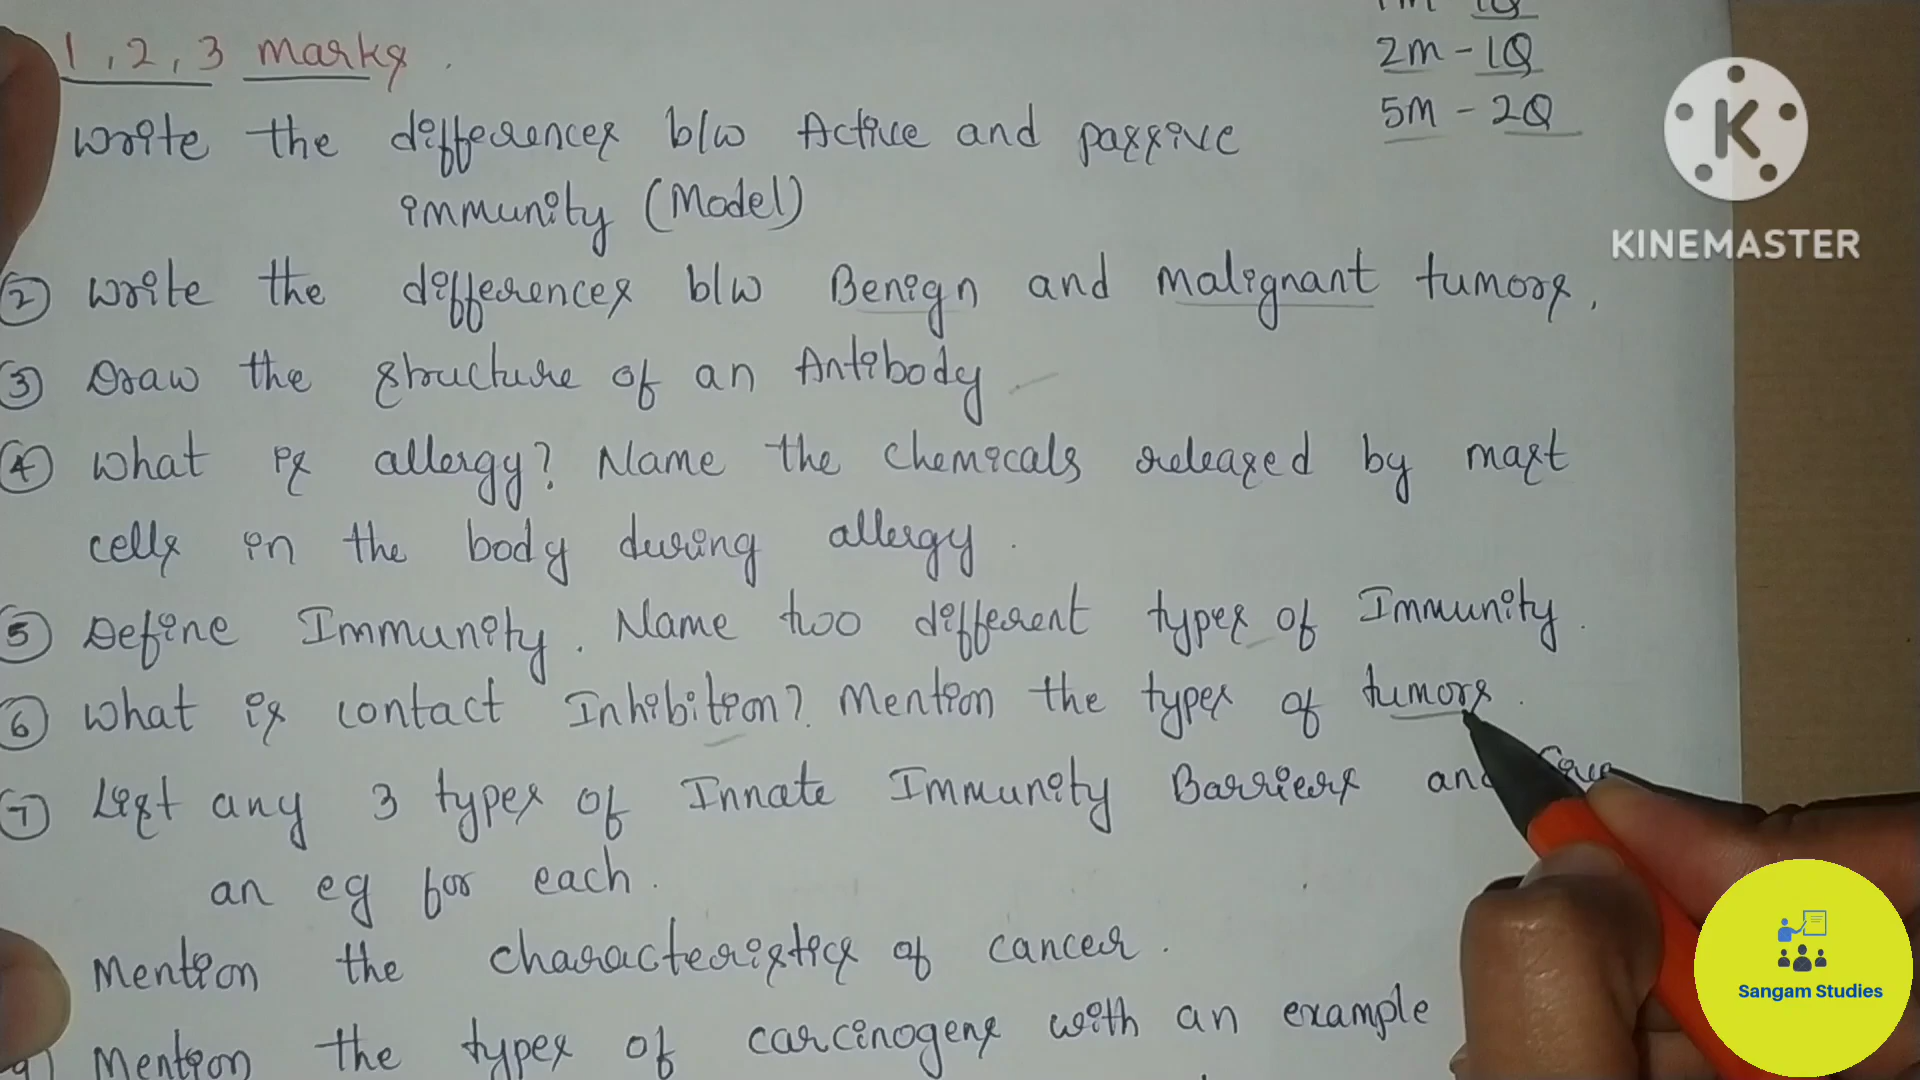 1, 2, 3 marks.
1M - 1Q
2M - 1Q
5M - 2Q
Write the differences b/w Active and passive
immunity (Model)
② Write the differences b/w Benign and malignant tumors.
③ Draw the structure of an Antibody
④ What is allergy? Name the chemicals released by mast
cells in the body during allergy.
⑤ Define Immunity. Name two different types of Immunity.
⑥ What is contact Inhibition? Mention the types of tumors.
⑦ List any 3 types of Innate Immunity Barriers and
an eg for each.
Mention the characteristics of cancer.
9) Mention the types of carcinogens with an example
KINEMASTER
Sangam Studies